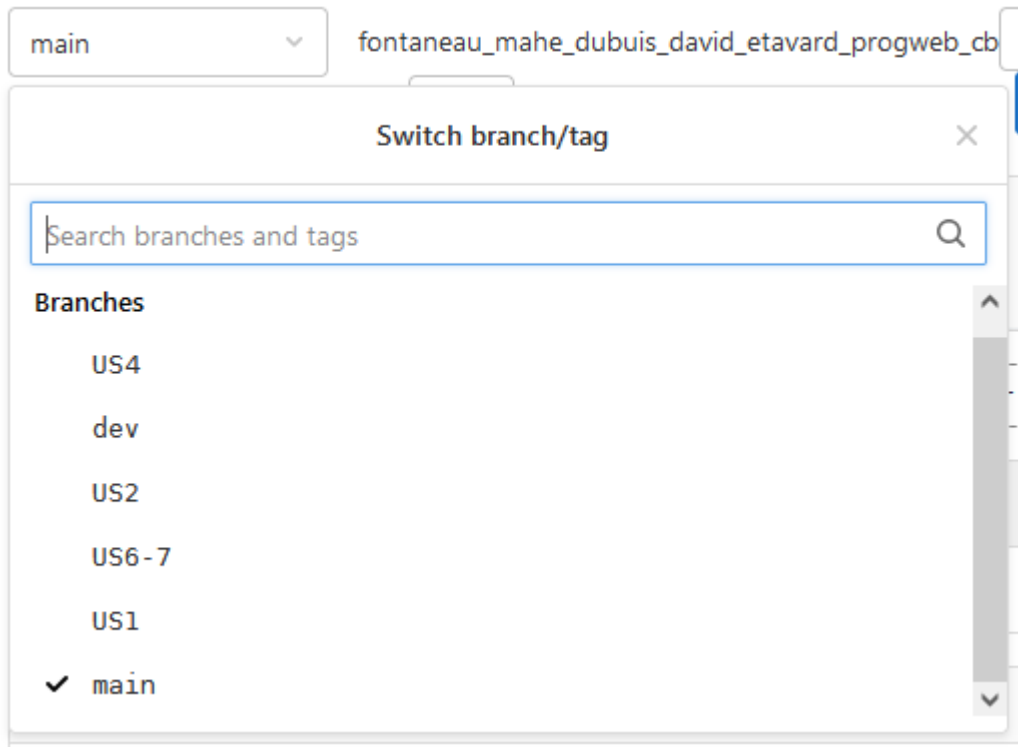 main
fontaneau_mahe_dubuis_david_etavard_progweb_cb
Switch branch/tag
Search branches and tags
Branches
US4
dev
US2
US6-7
US1
main